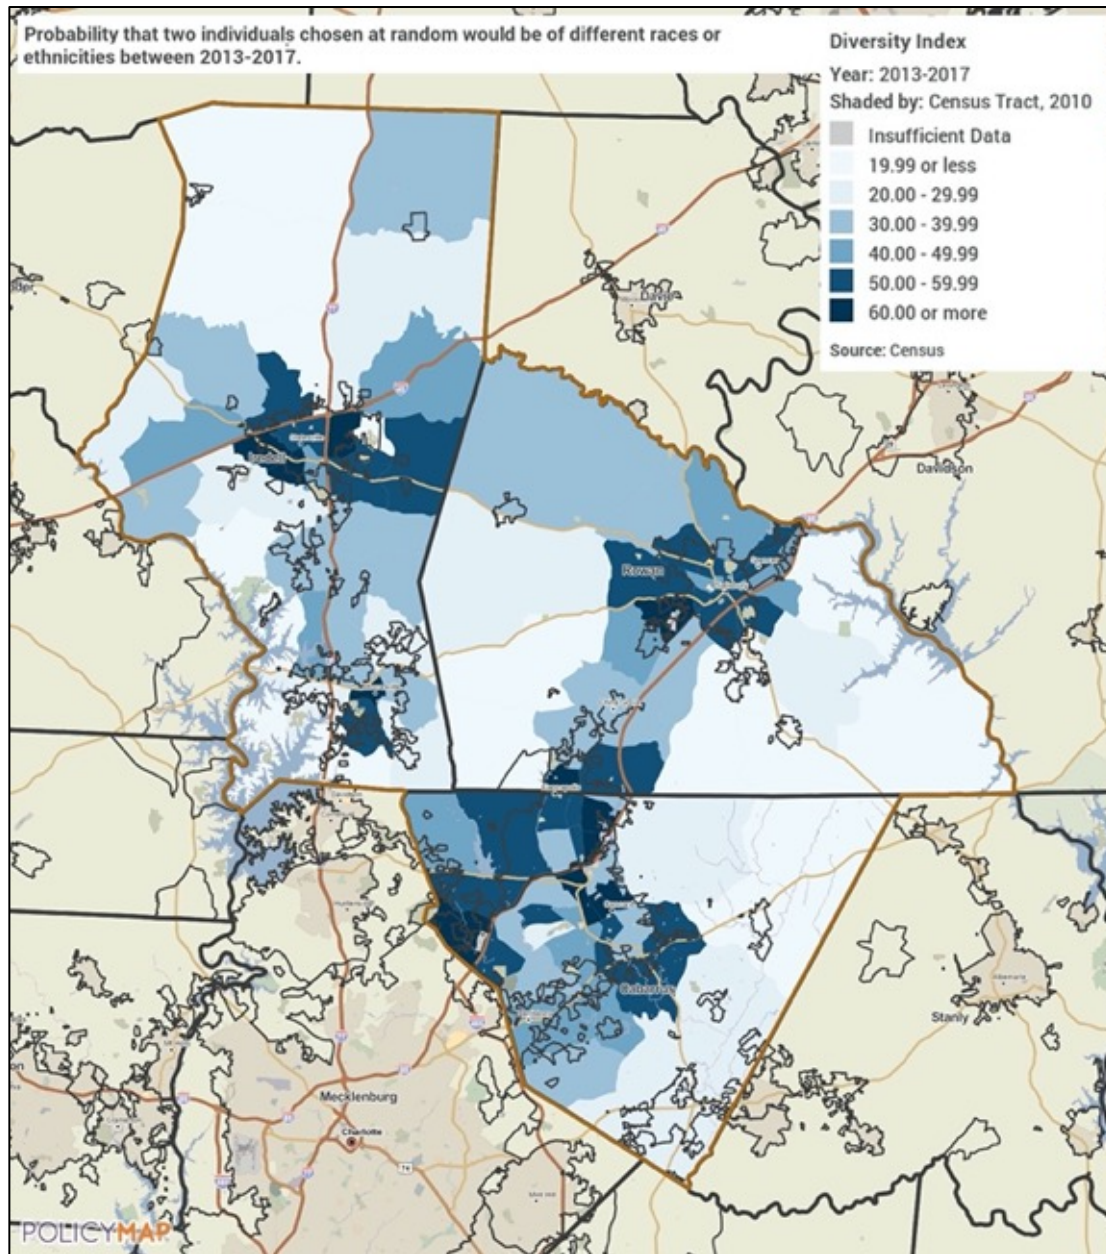 Probability that two individuals chosen at random would be of different races or
ethnicities between 2013-2017.
Diversity Index
Year: 2013-2017
Shaded by: Census Tract, 2010
Insufficient Data
19.99 or less
20.00 - 29.99
30.00 - 39.99
40.00 - 49.99
50.00 - 59.99
60.00 or more
Source: Census
Davie
Iredell
Davidson
Rowan
Cabarrus
Stanly
Mecklenburg
Charlotte
74
POLICYMAP